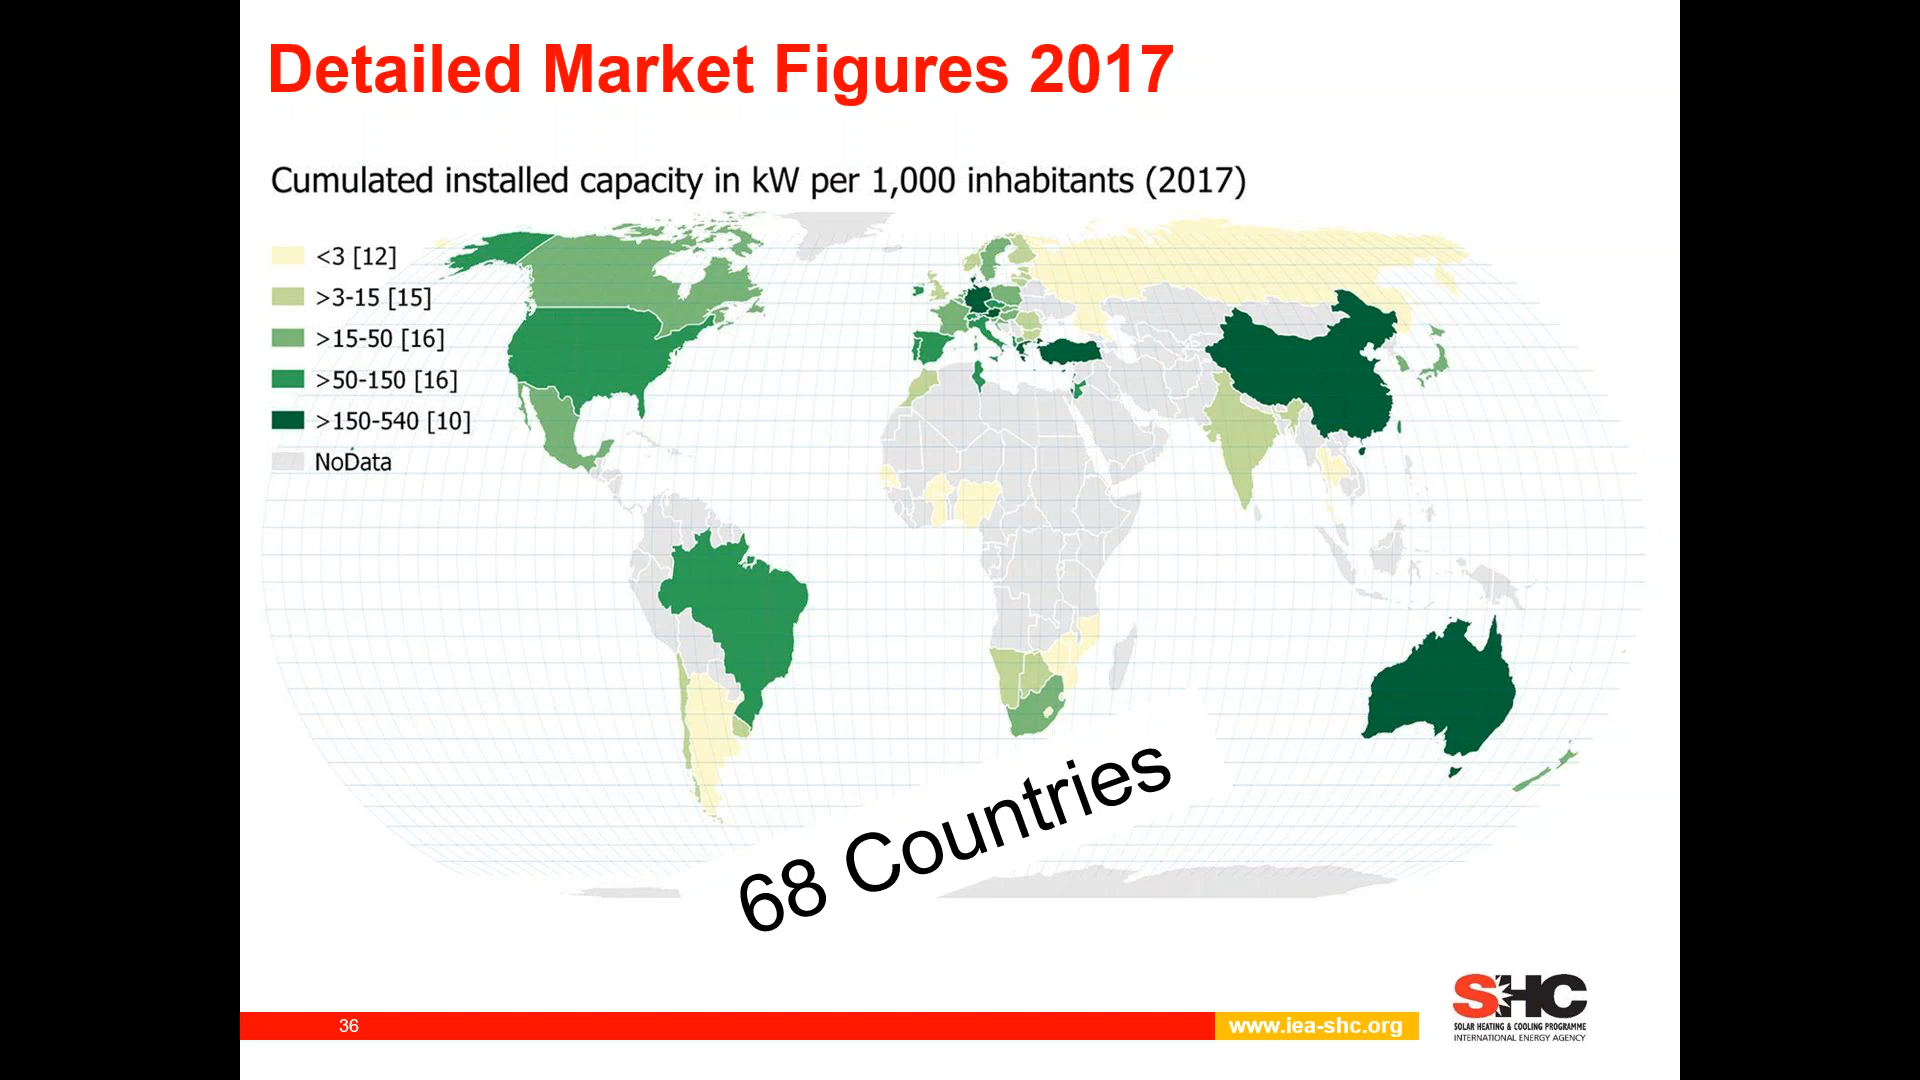 Detailed Market Figures 2017
Cumulated installed capacity in kW per 1,000 inhabitants (2017)
<3 [12]
>3-15 [15]
>15-50 [16]
>50-150 [16]
>150-540 [10]
NoData
68 Countries
36
www.iea-shc.org
SHC
SOLAR HEATING & COOLING PROGRAMME
INTERNATIONAL ENERGY AGENCY